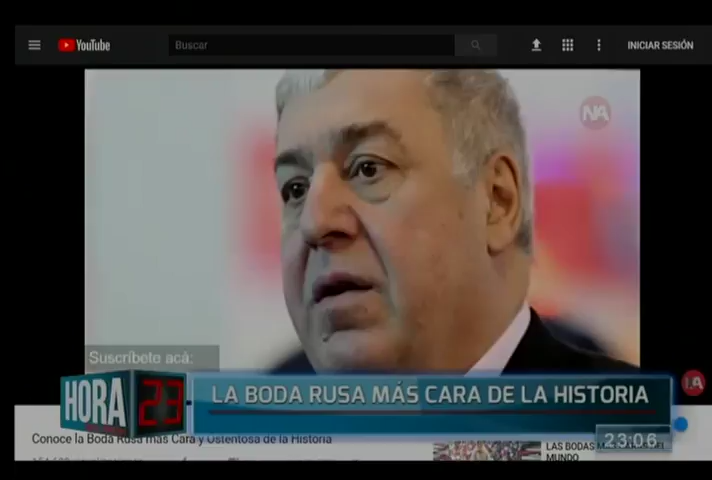 YouTube
Buscar
INICIAR SESIÓN
NA
Suscríbete acá:
HORA 23
LA BODA RUSA MÁS CARA DE LA HISTORIA
Conoce la Boda Rusa más Cara y Ostentosa de la Historia
LAS BODAS
MUNDO
23:06